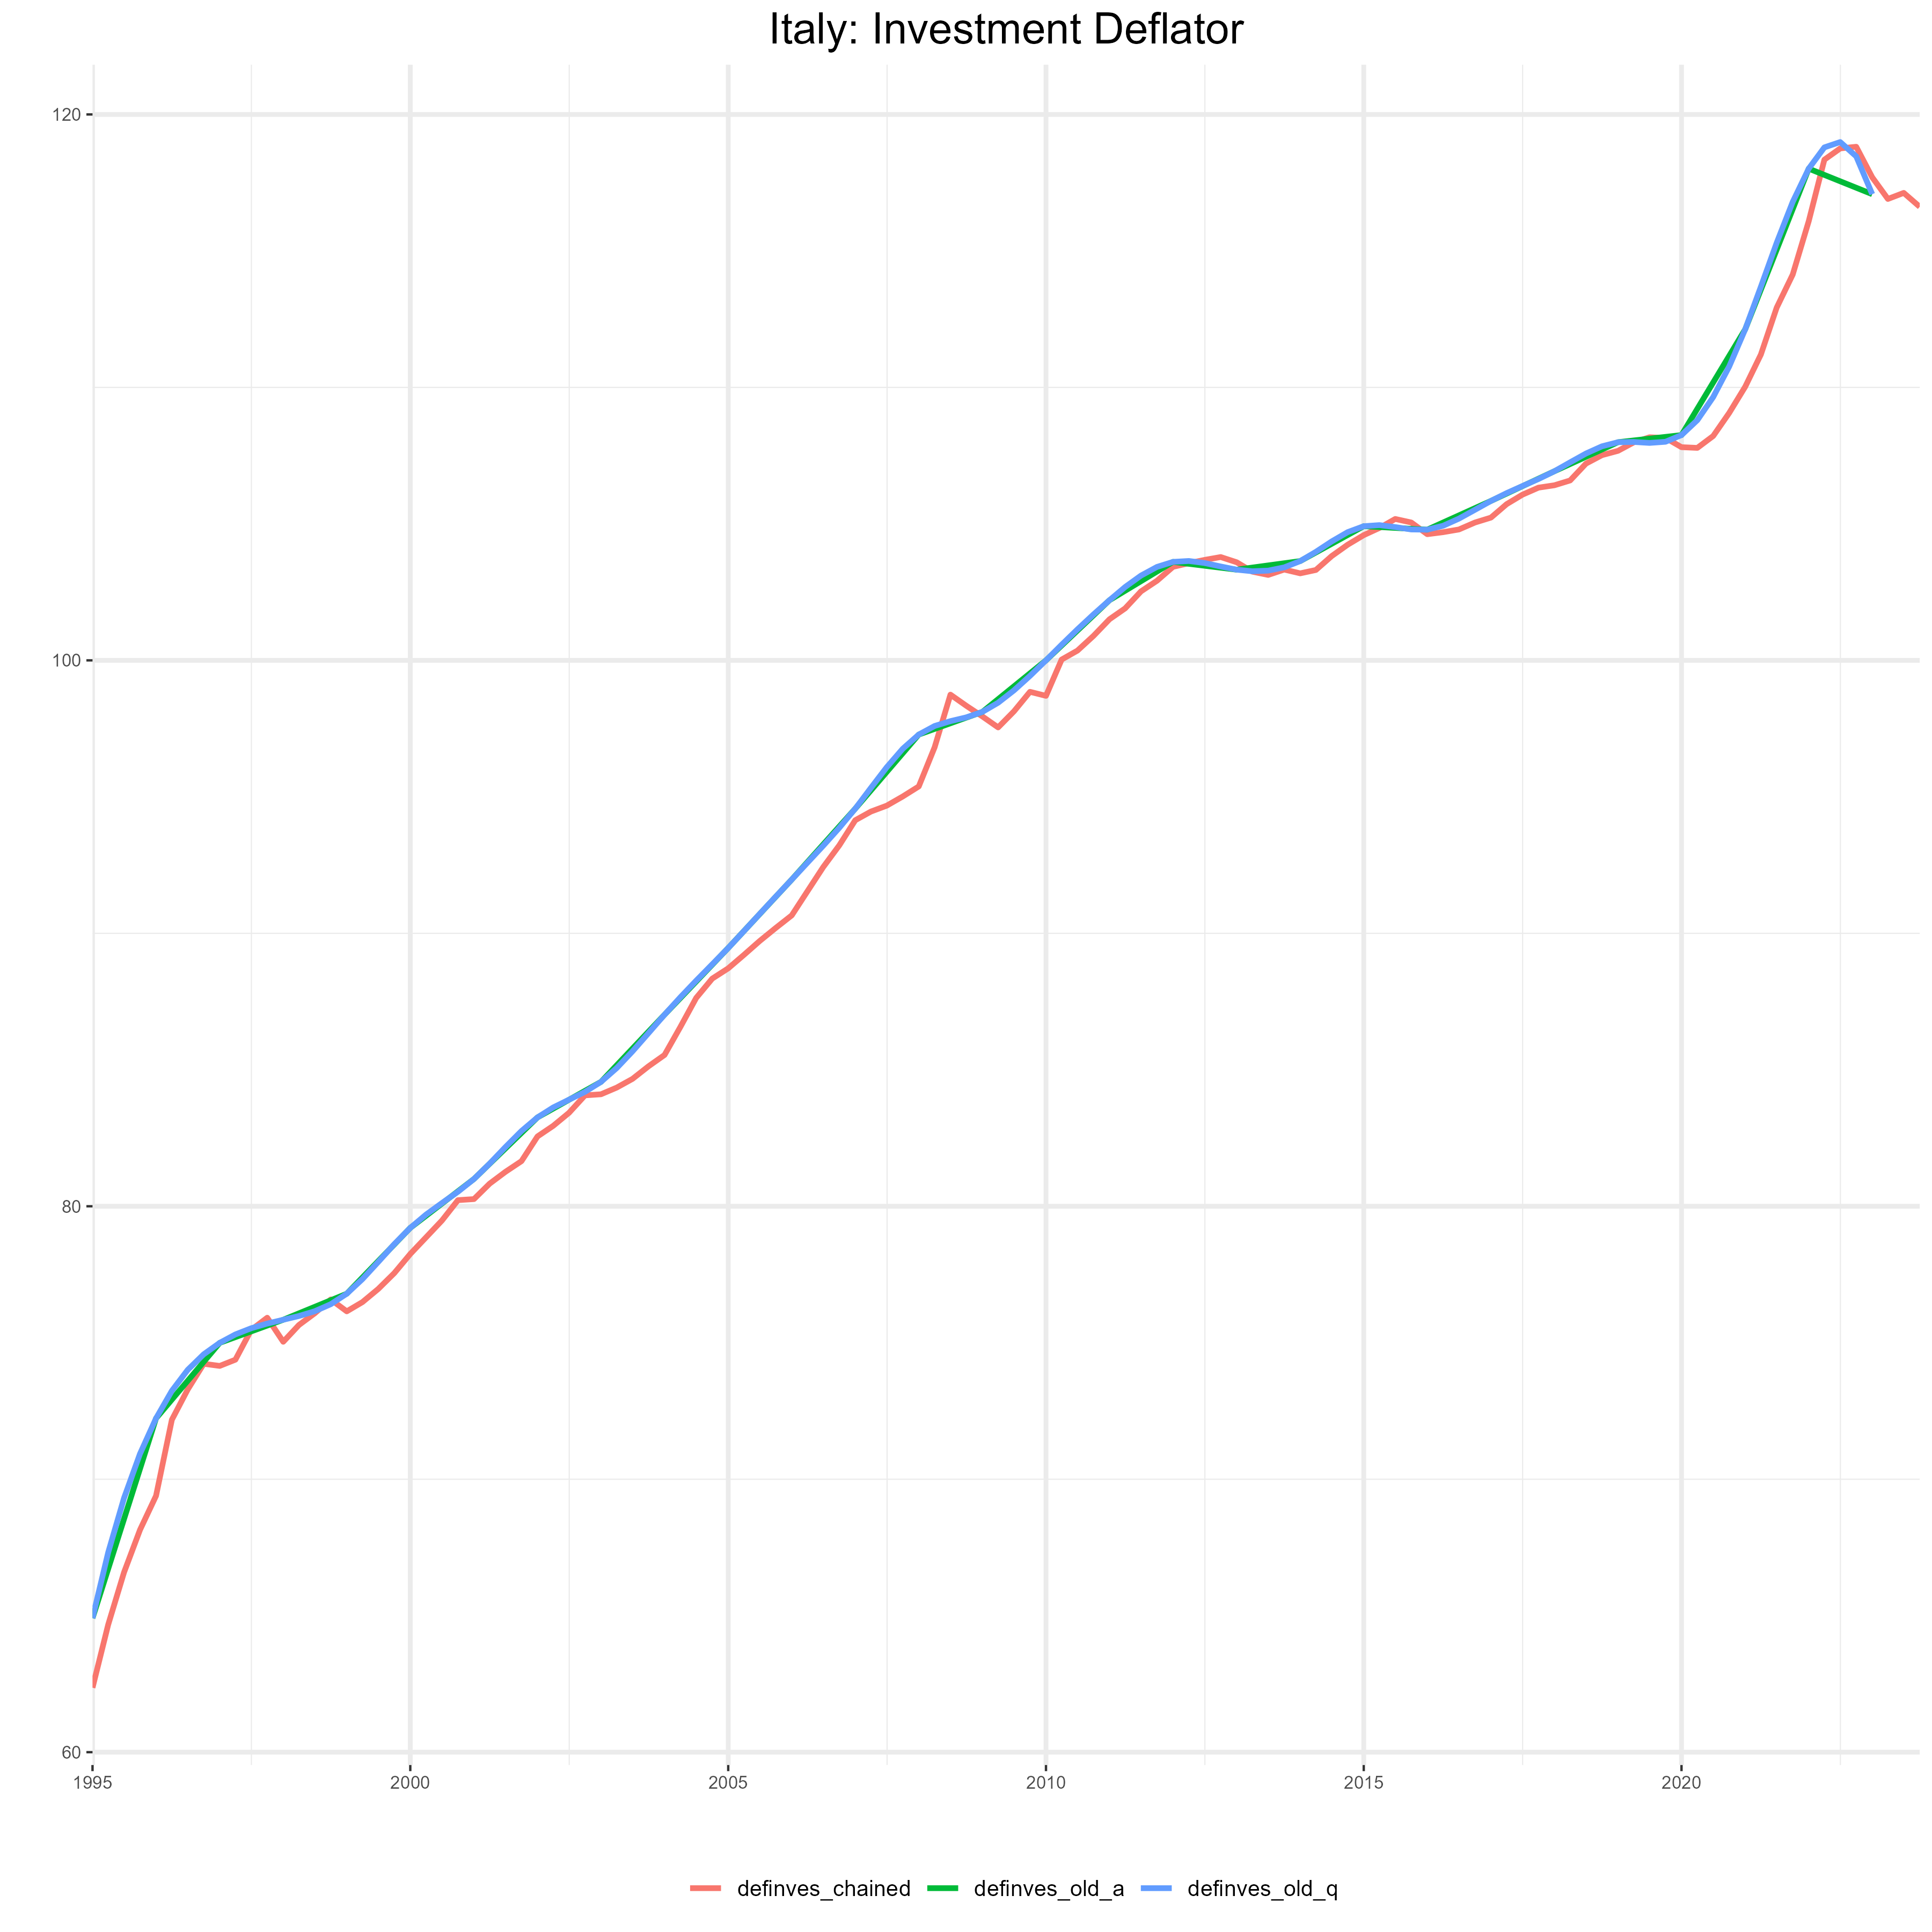 Italy: Investment Deflator
120
100
80
60
1995 2000 2005 2010 2015 2020
definves_chained definves_old_a definves_old_q